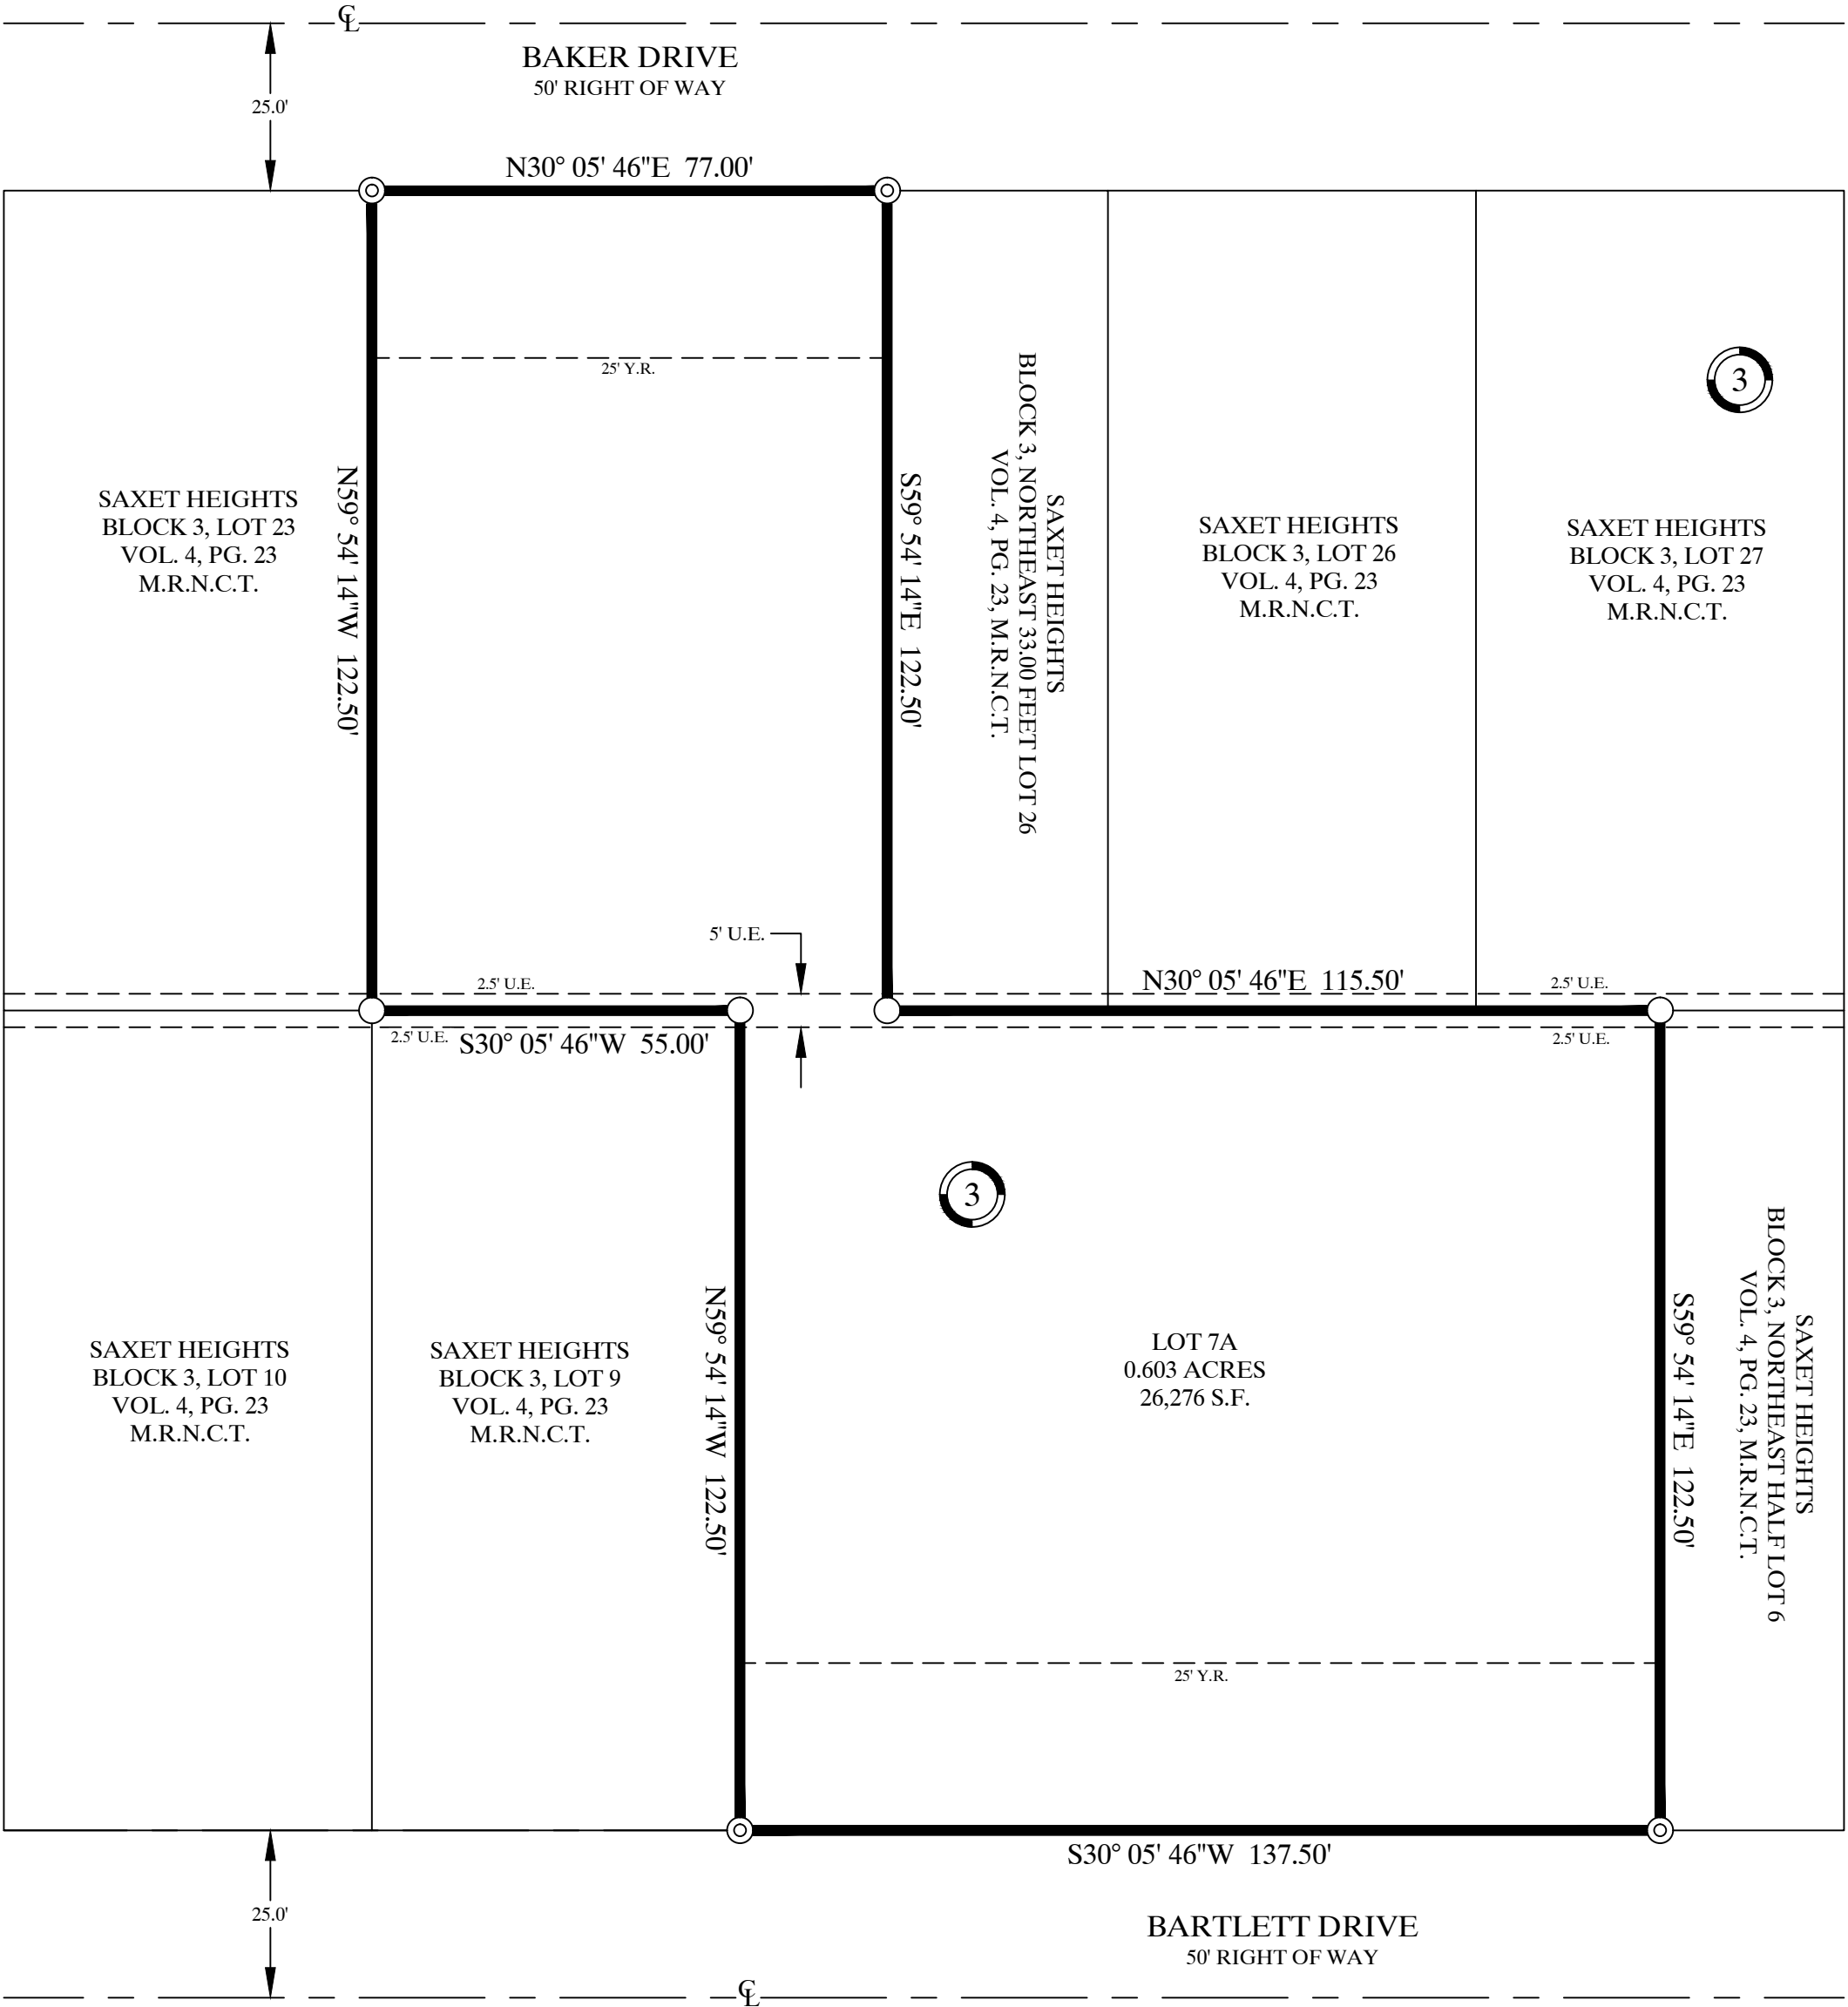 ℄
BAKER DRIVE
50' RIGHT OF WAY
25.0'
N30° 05' 46"E 77.00'
25' Y.R.
3
SAXET HEIGHTS
BLOCK 3, LOT 23
VOL. 4, PG. 23
M.R.N.C.T.
N59° 54' 14"W 122.50'
S59° 54' 14"E 122.50'
SAXET HEIGHTS
BLOCK 3, NORTHEAST 33.00 FEET LOT 26
VOL. 4, PG. 23, M.R.N.C.T.
SAXET HEIGHTS
BLOCK 3, LOT 26
VOL. 4, PG. 23
M.R.N.C.T.
SAXET HEIGHTS
BLOCK 3, LOT 27
VOL. 4, PG. 23
M.R.N.C.T.
5' U.E.
2.5' U.E.
N30° 05' 46"E 115.50'
2.5' U.E.
2.5' U.E.
S30° 05' 46"W 55.00'
2.5' U.E.
3
SAXET HEIGHTS
BLOCK 3, LOT 10
VOL. 4, PG. 23
M.R.N.C.T.
SAXET HEIGHTS
BLOCK 3, LOT 9
VOL. 4, PG. 23
M.R.N.C.T.
N59° 54' 14"W 122.50'
LOT 7A
0.603 ACRES
26,276 S.F.
S59° 54' 14"E 122.50'
SAXET HEIGHTS
BLOCK 3, NORTHEAST HALF LOT 6
VOL. 4, PG. 23, M.R.N.C.T.
25' Y.R.
S30° 05' 46"W 137.50'
25.0'
BARTLETT DRIVE
50' RIGHT OF WAY
℄